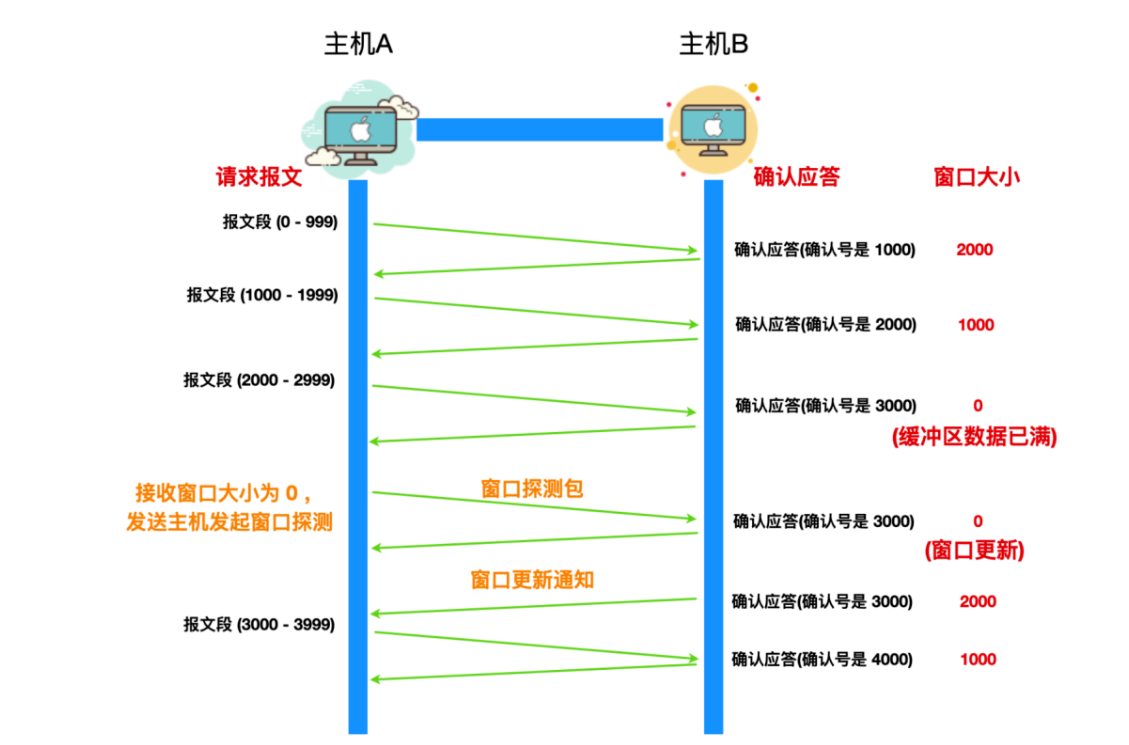 主机A
主机B
请求报文
确认应答
窗口大小
报文段 (0 - 999)
确认应答(确认号是 1000)
2000
报文段 (1000 - 1999)
确认应答(确认号是 2000)
1000
报文段 (2000 - 2999)
确认应答(确认号是 3000)
0
(缓冲区数据已满)
接收窗口大小为 0 ,
发送主机发起窗口探测
窗口探测包
确认应答(确认号是 3000)
0
(窗口更新)
窗口更新通知
确认应答(确认号是 3000)
2000
报文段 (3000 - 3999)
确认应答(确认号是 4000)
1000